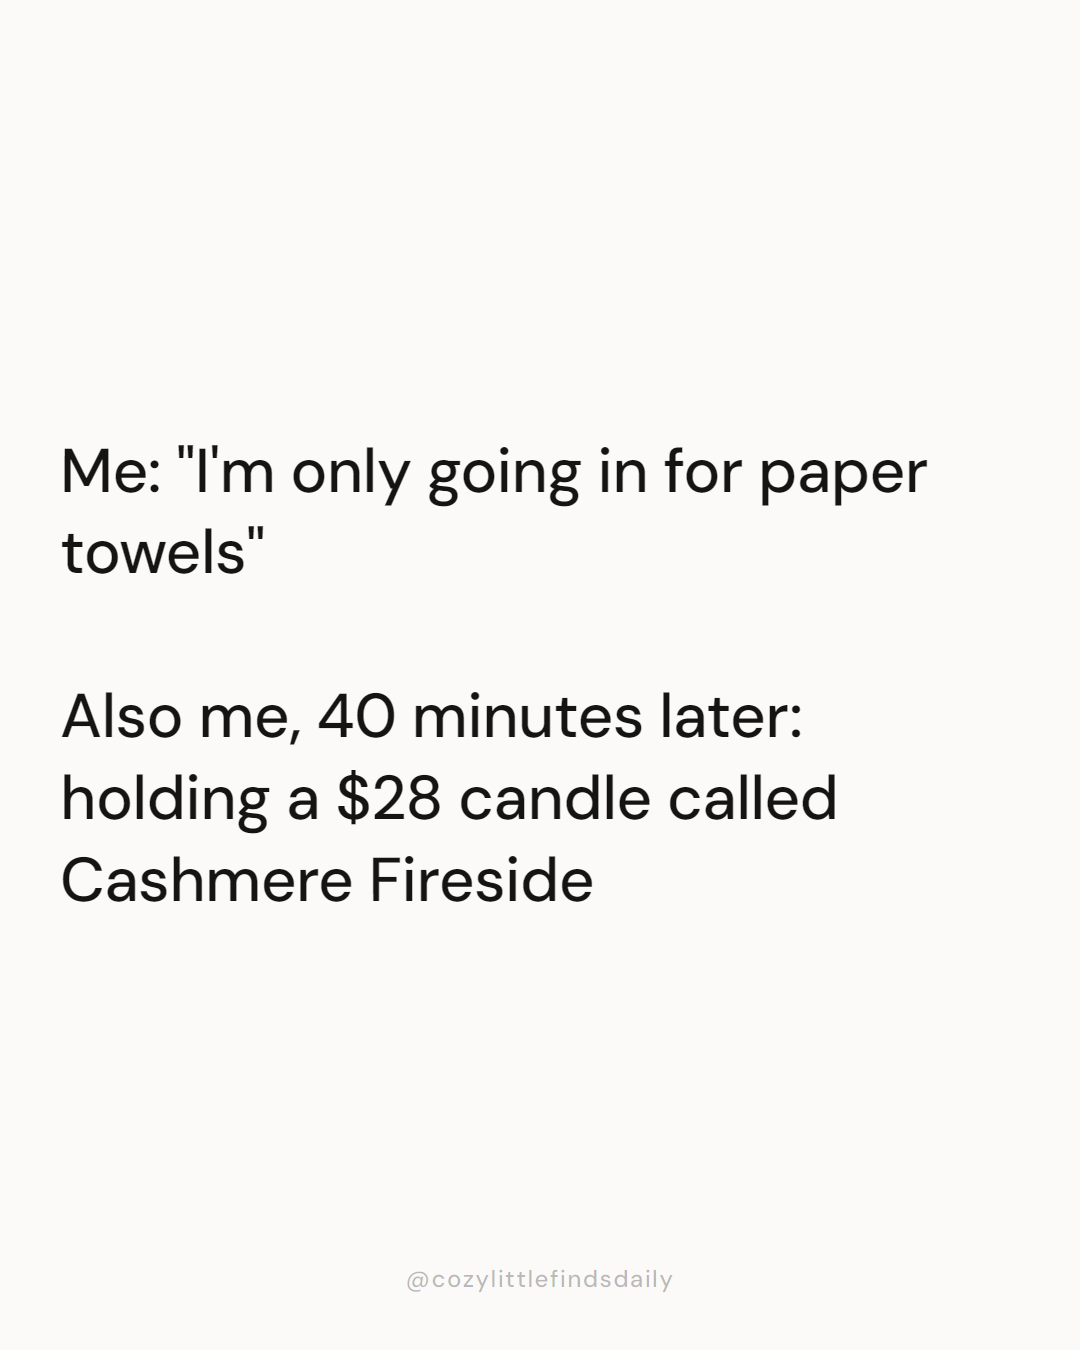 Me: "I'm only going in for paper
towels"
Also me, 40 minutes later:
holding a $28 candle called
Cashmere Fireside
@cozylittlefindsdaily